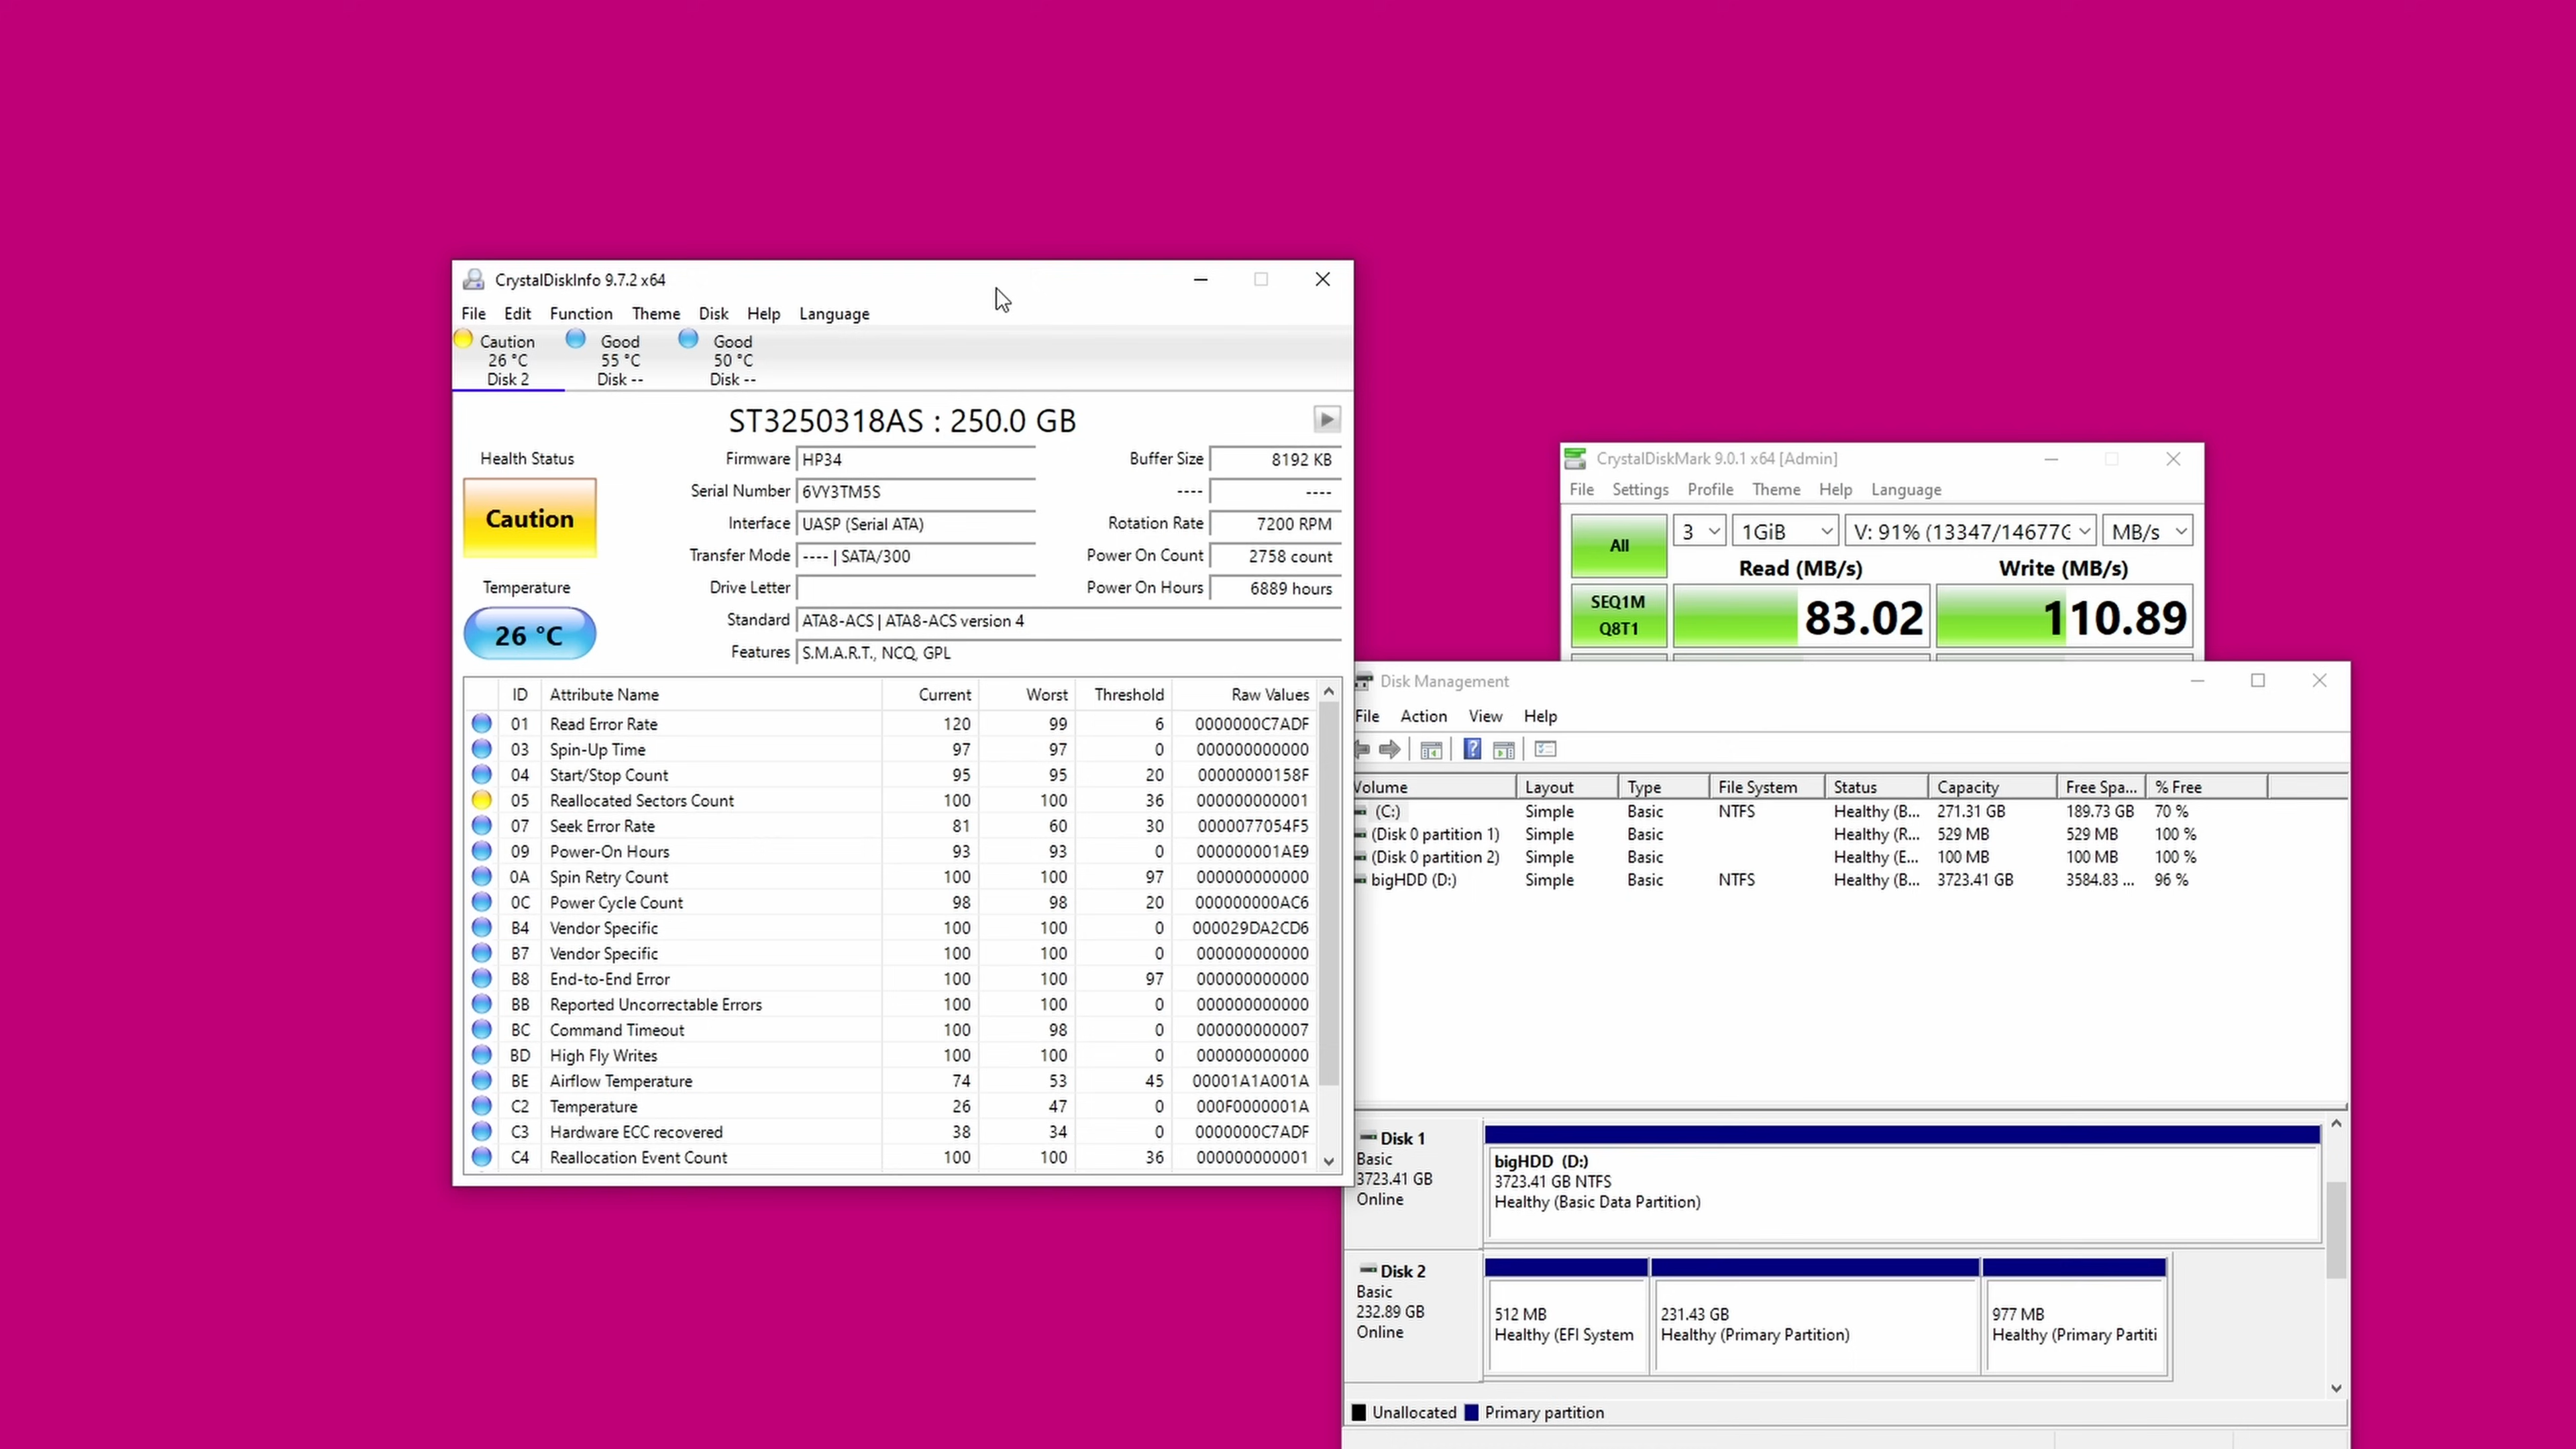 CrystalDiskInfo 9.7.2 x64
File Edit Function Theme Disk Help Language
Caution Good Good
26 °C 55 °C 50 °C
Disk 2 Disk -- Disk --
ST3250318AS : 250.0 GB
Health Status
Caution
Temperature
26 °C
Firmware HP34
Serial Number 6VY3TM5S
Interface UASP (Serial ATA)
Transfer Mode ---- | SATA/300
Drive Letter
Standard ATA8-ACS | ATA8-ACS version 4
Features S.M.A.R.T., NCQ, GPL
Buffer Size 8192 KB
---- ----
Rotation Rate 7200 RPM
Power On Count 2758 count
Power On Hours 6889 hours
ID Attribute Name Current Worst Threshold Raw Values
01 Read Error Rate 120 99 6 0000000C7ADF
03 Spin-Up Time 97 97 0 000000000000
04 Start/Stop Count 95 95 20 00000000158F
05 Reallocated Sectors Count 100 100 36 000000000001
07 Seek Error Rate 81 60 30 0000077054F5
09 Power-On Hours 93 93 0 000000001AE9
0A Spin Retry Count 100 100 97 000000000000
0C Power Cycle Count 98 98 20 000000000AC6
B4 Vendor Specific 100 100 0 000029DA2CD6
B7 Vendor Specific 100 100 0 000000000000
B8 End-to-End Error 100 100 97 000000000000
BB Reported Uncorrectable Errors 100 100 0 000000000000
BC Command Timeout 100 98 0 000000000007
BD High Fly Writes 100 100 0 000000000000
BE Airflow Temperature 74 53 45 00001A1A001A
C2 Temperature 26 47 0 000F0000001A
C3 Hardware ECC recovered 38 34 0 0000000C7ADF
C4 Reallocation Event Count 100 100 36 000000000001
CrystalDiskMark 9.0.1 x64 [Admin]
File Settings Profile Theme Help Language
All
3 1GiB V: 91% (13347/14677G MB/s
Read (MB/s) Write (MB/s)
SEQ1M
Q8T1
83.02 110.89
Disk Management
File Action View Help
Volume Layout Type File System Status Capacity Free Spa... % Free
(C:) Simple Basic NTFS Healthy (B... 271.31 GB 189.73 GB 70 %
(Disk 0 partition 1) Simple Basic Healthy (R... 529 MB 529 MB 100 %
(Disk 0 partition 2) Simple Basic Healthy (E... 100 MB 100 MB 100 %
bigHDD (D:) Simple Basic NTFS Healthy (B... 3723.41 GB 3584.83 ... 96 %
Disk 1
Basic
3723.41 GB
Online
bigHDD (D:)
3723.41 GB NTFS
Healthy (Basic Data Partition)
Disk 2
Basic
232.89 GB
Online
512 MB
Healthy (EFI System
231.43 GB
Healthy (Primary Partition)
977 MB
Healthy (Primary Partiti
Unallocated Primary partition